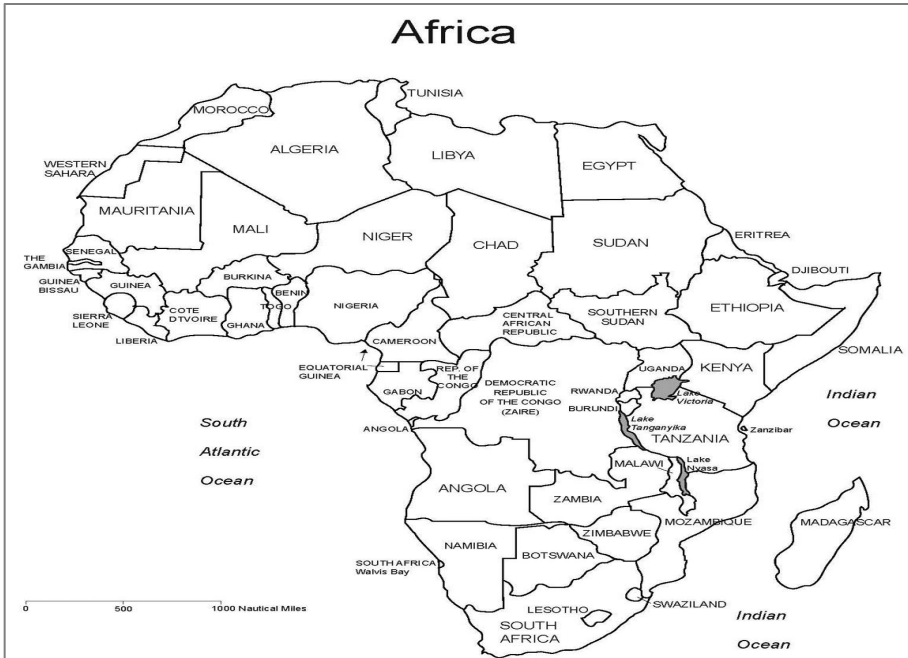 Africa
TUNISIA
MOROCCO
ALGERIA
LIBYA
EGYPT
WESTERN
SAHARA
MAURITANIA
MALI
NIGER
CHAD
SUDAN
ERITREA
SENEGAL
THE
GAMBIA
GUINEA
BISSAU
GUINEA
BURKINA
BENIN
TOGO
NIGERIA
DJIBOUTI
ETHIOPIA
SIERRA
LEONE
COTE
DTVOIRE
GHANA
LIBERIA
CENTRAL
AFRICAN
REPUBLIC
SOUTHERN
SUDAN
CAMEROON
SOMALIA
EQUATORIAL
GUINEA
GABON
REP. OF
THE
CONGO
DEMOCRATIC
REPUBLIC
OF THE CONGO
(ZAIRE)
UGANDA
KENYA
RWANDA
BURUNDI
Lake
Victoria
Lake
Tanganyika
TANZANIA
Zanzibar
Indian
Ocean
South
Atlantic
Ocean
ANGOLA
ANGOLA
MALAWI
Lake
Nyasa
ZAMBIA
MOZAMBIQUE
MADAGASCAR
ZIMBABWE
NAMIBIA
BOTSWANA
SOUTH AFRICA
Walvis Bay
SWAZILAND
LESOTHO
SOUTH
AFRICA
0 500 1000 Nautical Miles
Indian
Ocean